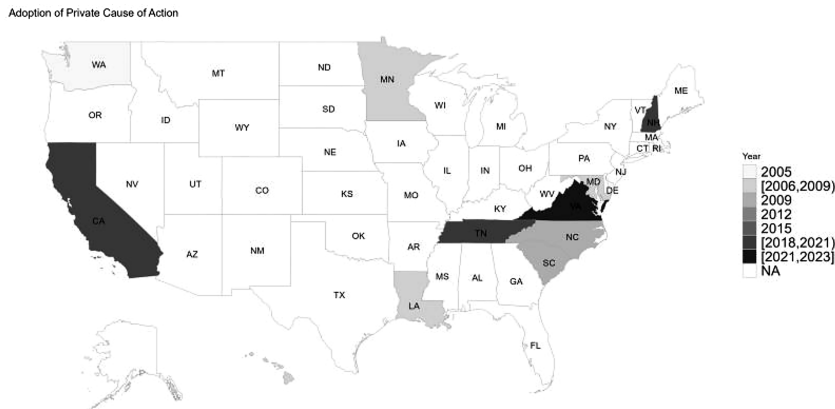 Adoption of Private Cause of Action
WA
MT
ND
MN
ME
OR
ID
SD
WI
VT
NH
WY
MI
NY
MA
CT RI
IA
NE
PA
NJ
NV
UT
CO
IL
IN
OH
MD
DE
WV
VA
CA
KS
MO
KY
AZ
NM
OK
AR
TN
NC
SC
MS
AL
GA
TX
LA
FL
Year
2005
[2006,2009)
2009
2012
2015
[2018,2021)
[2021,2023]
NA